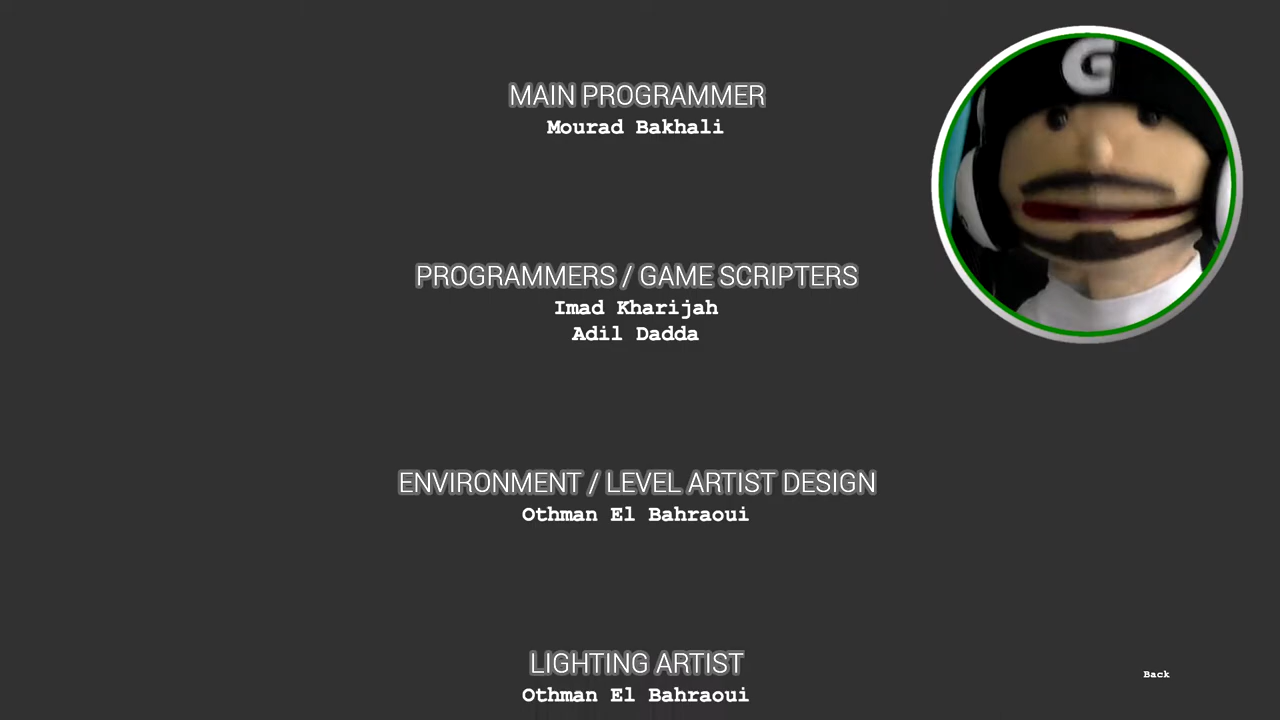 G
MAIN PROGRAMMER
Mourad Bakhali
PROGRAMMERS / GAME SCRIPTERS
Imad Kharijah
Adil Dadda
ENVIRONMENT / LEVEL ARTIST DESIGN
Othman El Bahraoui
LIGHTING ARTIST
Othman El Bahraoui
Back